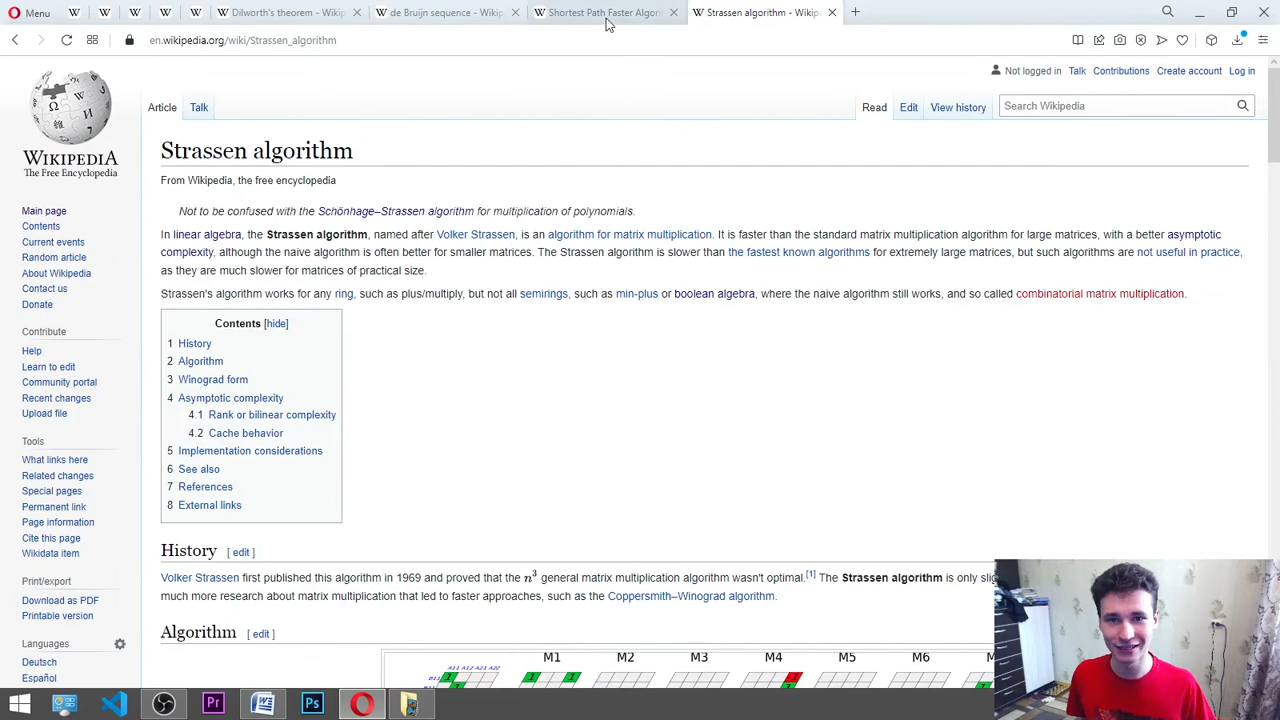 Menu
Dilworth's theorem - Wikip
de Bruijn sequence - Wikip
Shortest Path Faster Algori
Strassen algorithm - Wikip
en.wikipedia.org/wiki/Strassen_algorithm
Not logged in Talk Contributions Create account Log in
Article Talk Read Edit View history Search Wikipedia
WIKIPEDIA
The Free Encyclopedia
Main page
Contents
Current events
Random article
About Wikipedia
Contact us
Donate
Contribute
Help
Learn to edit
Community portal
Recent changes
Upload file
Tools
What links here
Related changes
Special pages
Permanent link
Page information
Cite this page
Wikidata item
Print/export
Download as PDF
Printable version
Languages
Deutsch
Español
Strassen algorithm
From Wikipedia, the free encyclopedia
Not to be confused with the Schönhage–Strassen algorithm for multiplication of polynomials.
In linear algebra, the Strassen algorithm, named after Volker Strassen, is an algorithm for matrix multiplication. It is faster than the standard matrix multiplication algorithm for large matrices, with a better asymptotic
complexity, although the naive algorithm is often better for smaller matrices. The Strassen algorithm is slower than the fastest known algorithms for extremely large matrices, but such algorithms are not useful in practice,
as they are much slower for matrices of practical size.
Strassen's algorithm works for any ring, such as plus/multiply, but not all semirings, such as min-plus or boolean algebra, where the naive algorithm still works, and so called combinatorial matrix multiplication.
Contents [hide]
1 History
2 Algorithm
3 Winograd form
4 Asymptotic complexity
4.1 Rank or bilinear complexity
4.2 Cache behavior
5 Implementation considerations
6 See also
7 References
8 External links
History [ edit ]
Volker Strassen first published this algorithm in 1969 and proved that the n³ general matrix multiplication algorithm wasn't optimal.[1] The Strassen algorithm is only slig
much more research about matrix multiplication that led to faster approaches, such as the Coppersmith–Winograd algorithm.
Algorithm [ edit ]
M1 M2 M3 M4 M5 M6
A11 A12 A21 A22
Pr
Ps